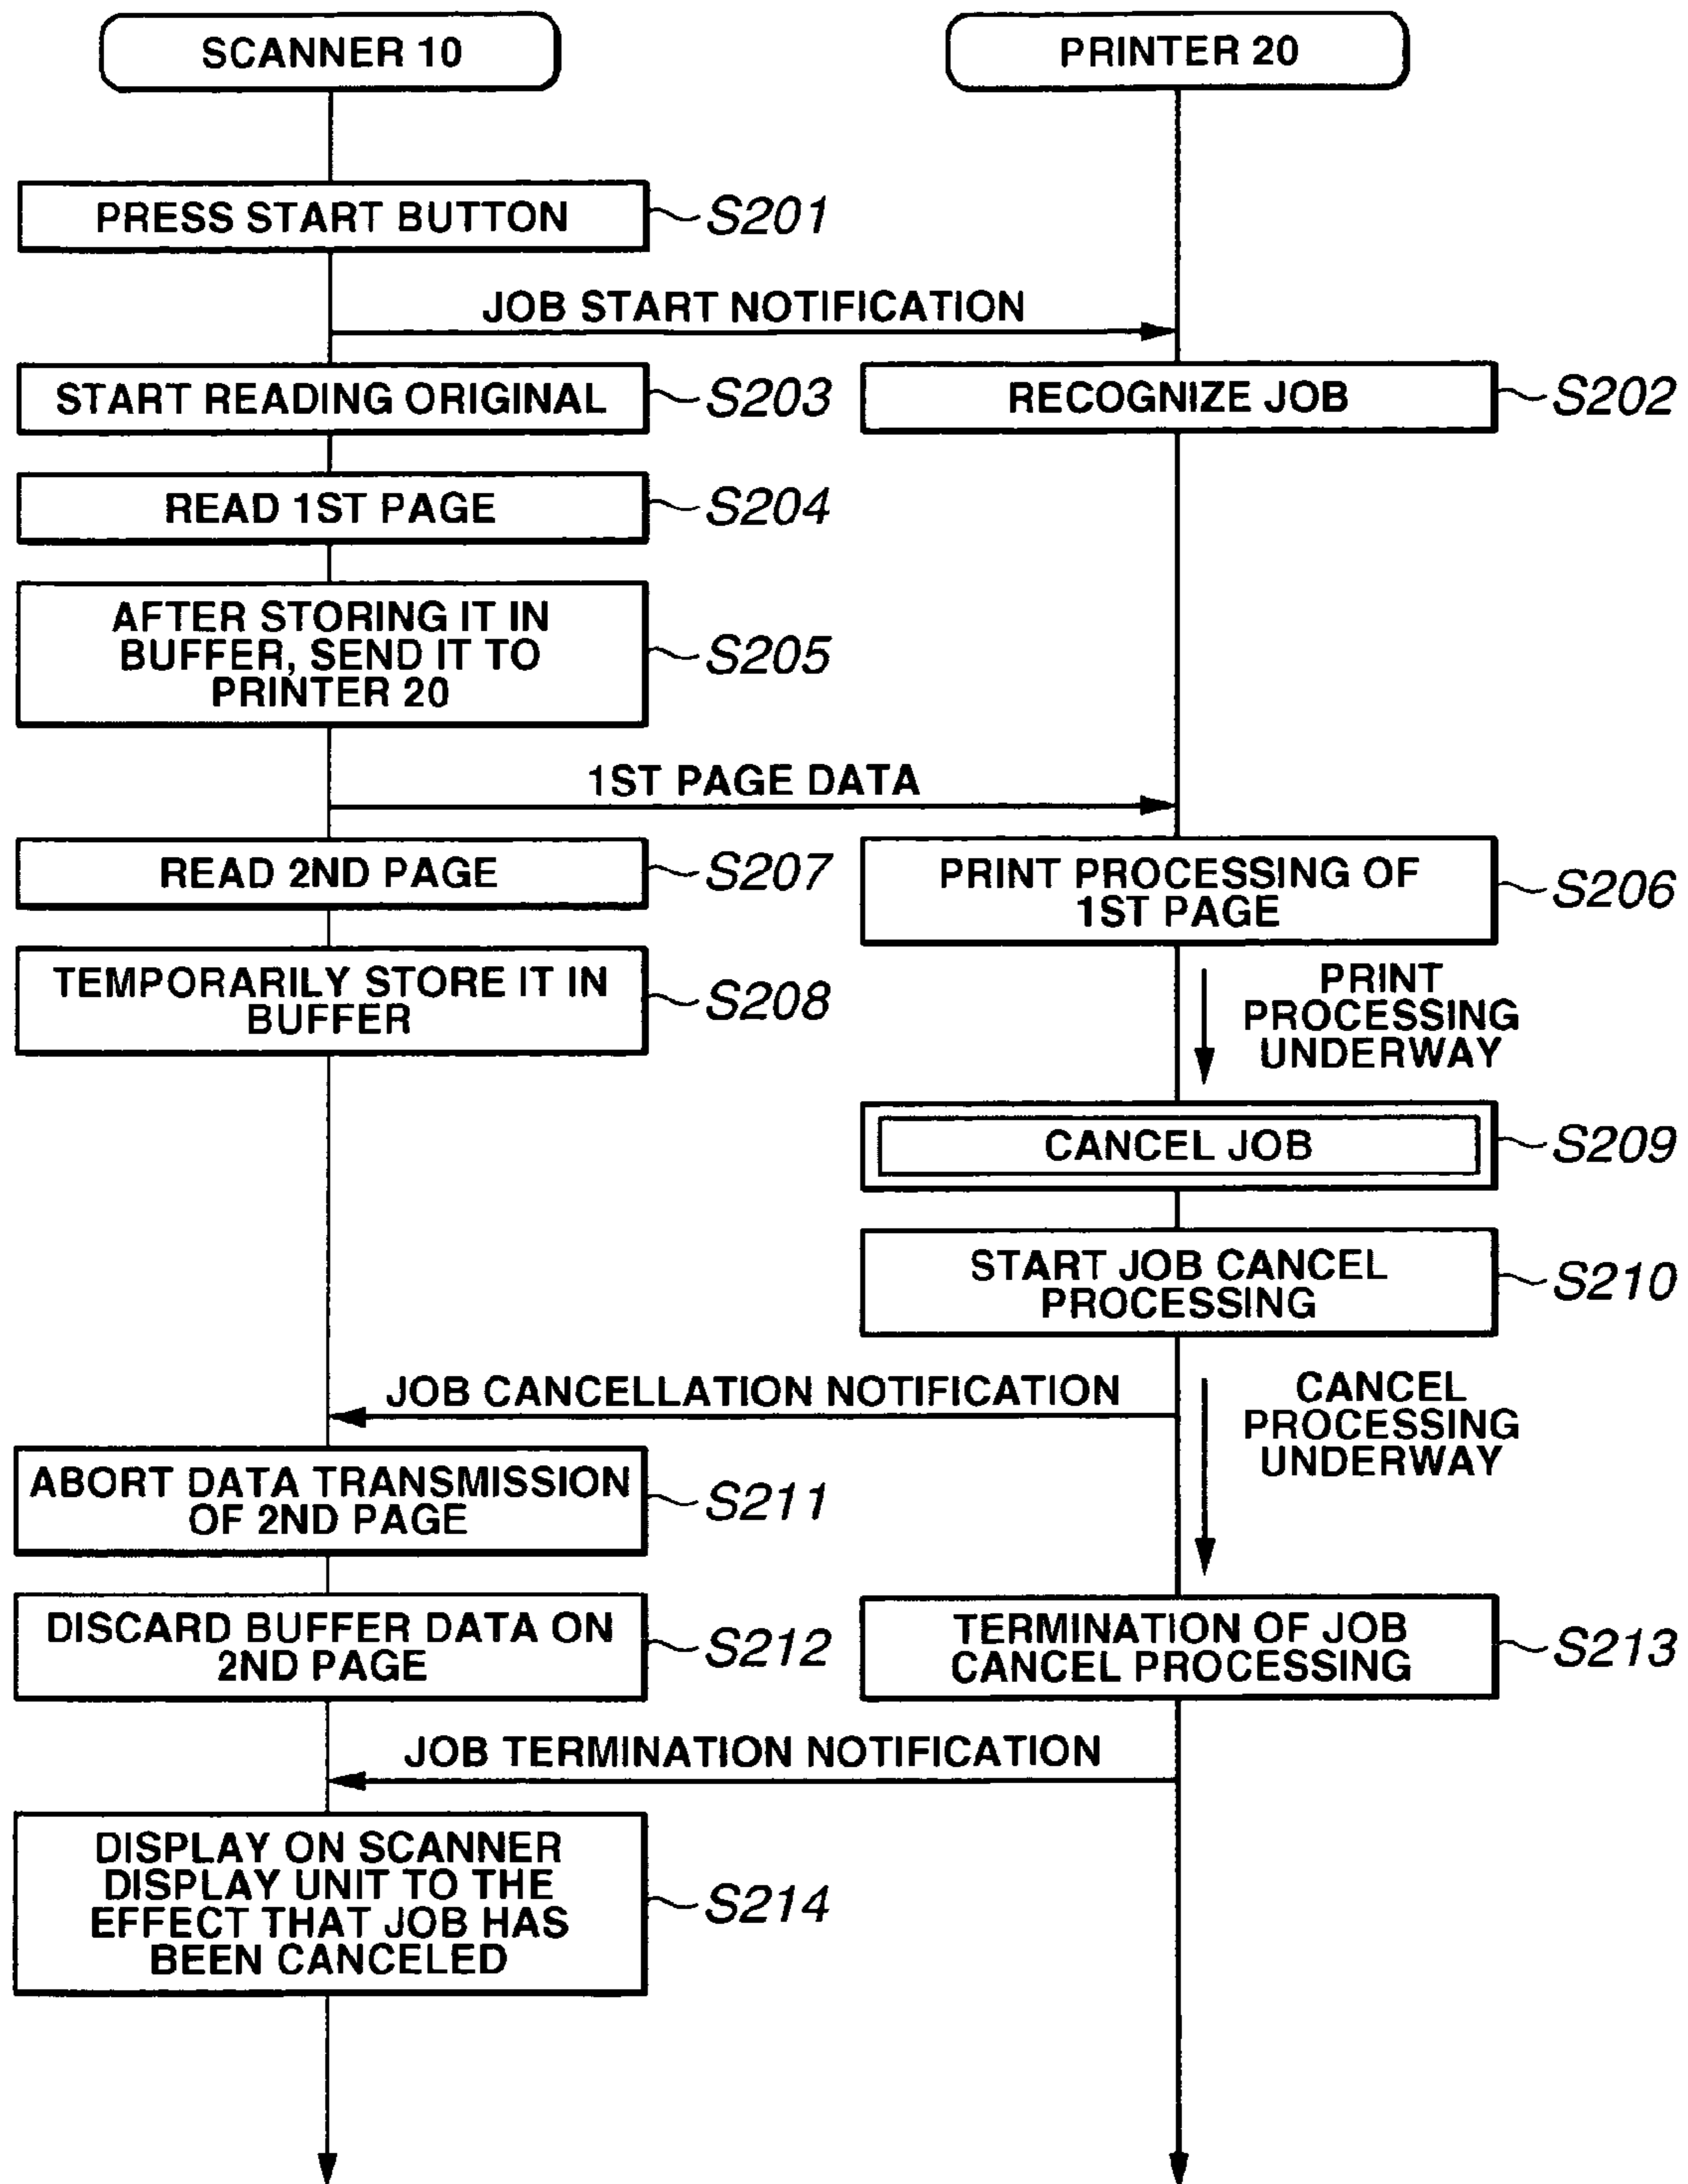 SCANNER 10
PRINTER 20
PRESS START BUTTON
S201
JOB START NOTIFICATION
START READING ORIGINAL
S203
RECOGNIZE JOB
S202
READ 1ST PAGE
S204
AFTER STORING IT IN
BUFFER, SEND IT TO
PRINTER 20
S205
1ST PAGE DATA
READ 2ND PAGE
S207
PRINT PROCESSING OF
1ST PAGE
S206
TEMPORARILY STORE IT IN
BUFFER
S208
PRINT
PROCESSING
UNDERWAY
CANCEL JOB
S209
START JOB CANCEL
PROCESSING
S210
JOB CANCELLATION NOTIFICATION
CANCEL
PROCESSING
UNDERWAY
ABORT DATA TRANSMISSION
OF 2ND PAGE
S211
DISCARD BUFFER DATA ON
2ND PAGE
S212
TERMINATION OF JOB
CANCEL PROCESSING
S213
JOB TERMINATION NOTIFICATION
DISPLAY ON SCANNER
DISPLAY UNIT TO THE
EFFECT THAT JOB HAS
BEEN CANCELED
S214